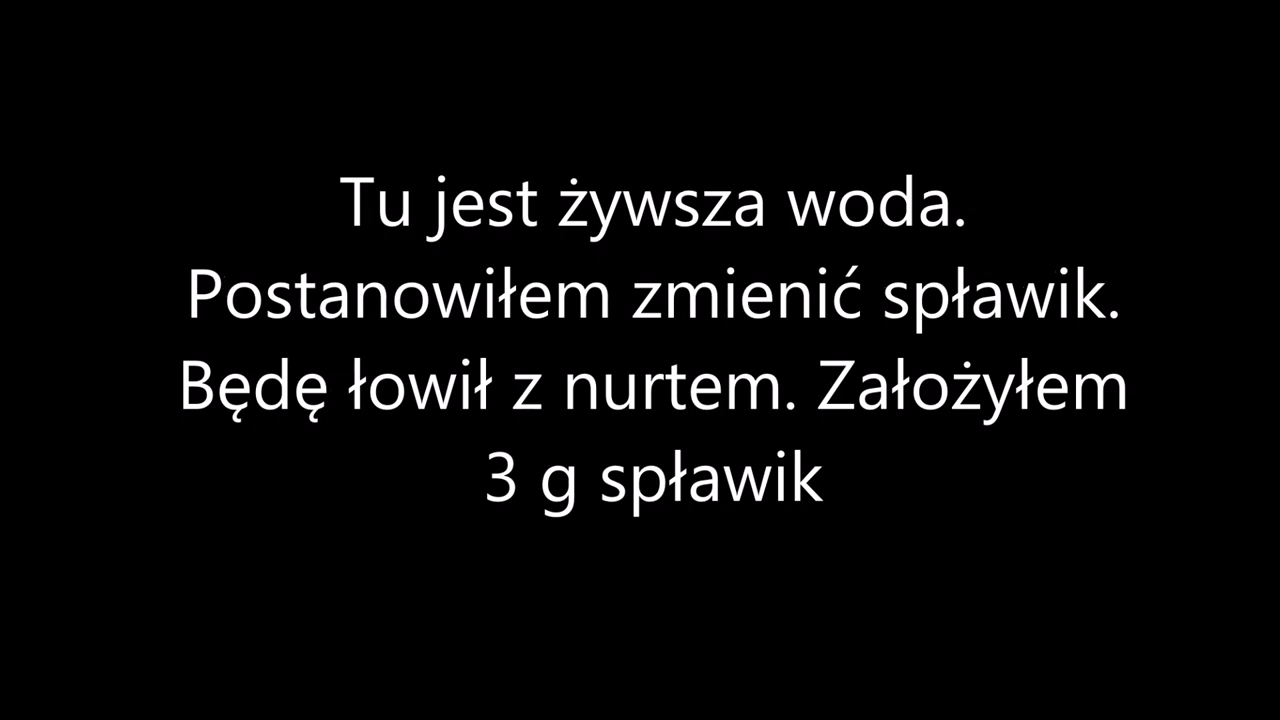 Tu jest żywsza woda.
Postanowiłem zmienić spławik.
Będę łowił z nurtem. Założyłem
3 g spławik